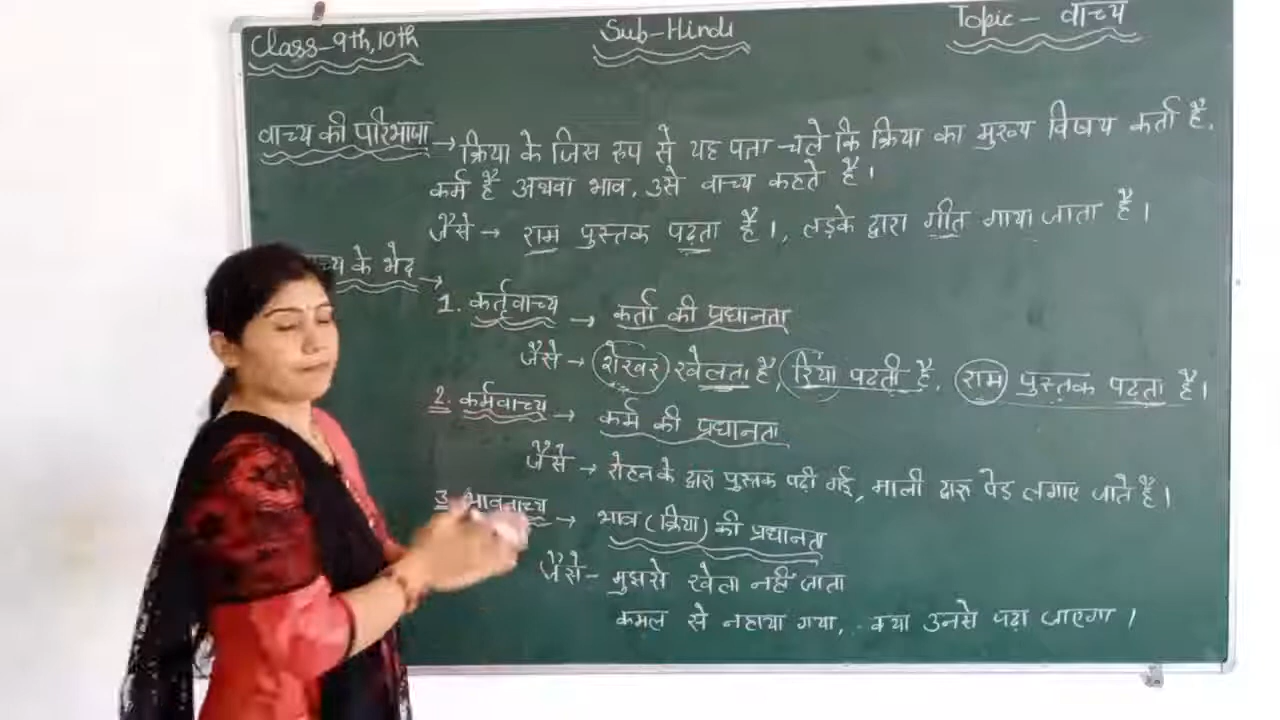 Class-9th,10th
Sub-Hindi
Topic- वाच्य
वाच्य की परिभाषा → क्रिया के जिस रुप से यह पता चले कि क्रिया का मुख्य विषय कर्ता है,
कर्म है अथवा भाव, उसे वाच्य कहते है।
जैसे → राम पुस्तक पढ़ता है।, लड़के द्वारा गीत गाया जाता है।
के भेद →
1. कर्तृवाच्य → कर्ता की प्रधानता
जैसे → शेखर खेलता है, रिया पढती है, राम पुस्तक पढ़ता है।
2. कर्मवाच्य → कर्म की प्रधानता
जैसे → रोहन के द्वारा पुस्तक पढी गई, माली द्वारा पेड लगाए जाते है।
3. भाववाच्य → भाव (क्रिया) की प्रधानता
जैसे - मुझसे खेला नहीं जाता
कमल से नहाया गया, क्या उनसे पढा जाएगा।